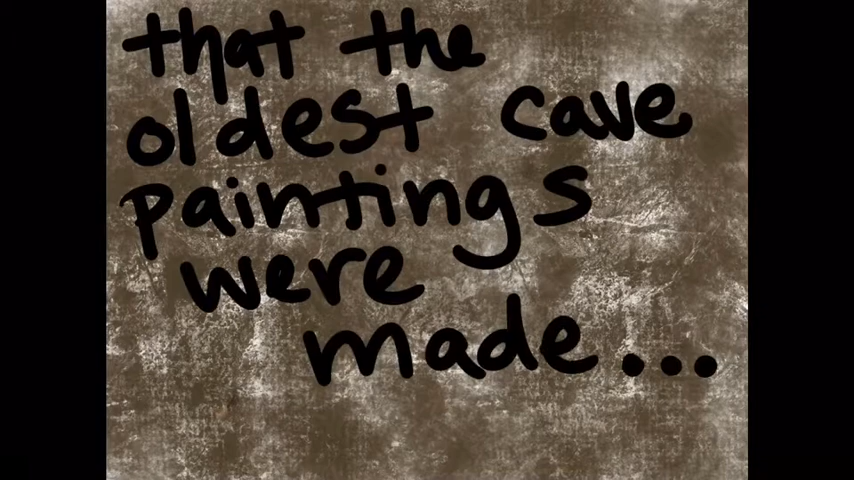 that the
oldest cave
paintings
were
made...